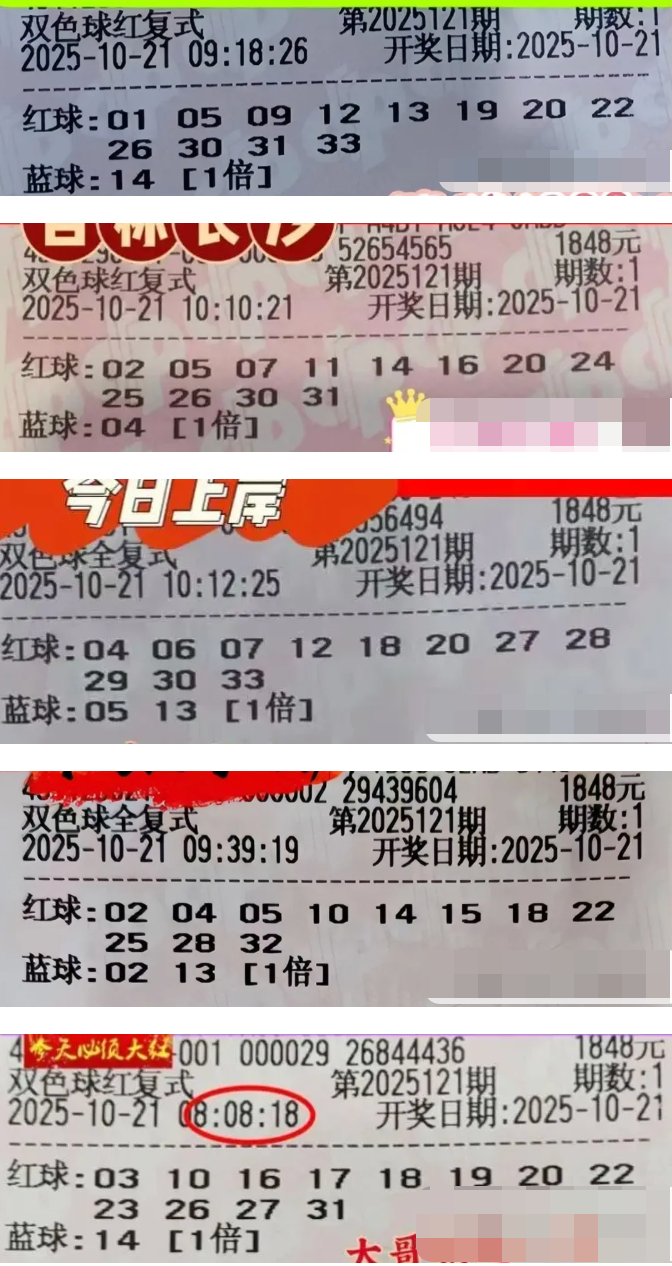 双色球红复式 第2025121期 期数:1
2025-10-21 09:18:26 开奖日期:2025-10-21
红球:01 05 09 12 13 19 20 22
26 30 31 33
蓝球:14 [1倍]
52654565 1848元
双色球红复式 第2025121期 期数:1
2025-10-21 10:10:21 开奖日期:2025-10-21
红球:02 05 07 11 14 16 20 24
25 26 30 31
蓝球:04 [1倍]
今日上岸
56494 1848元
双色球全复式 第2025121期 期数:1
2025-10-21 10:12:25 开奖日期:2025-10-21
红球:04 06 07 12 18 20 27 28
29 30 33
蓝球:05 13 [1倍]
29439604 1848元
双色球全复式 第2025121期 期数:1
2025-10-21 09:39:19 开奖日期:2025-10-21
红球:02 04 05 10 14 15 18 22
25 28 32
蓝球:02 13 [1倍]
今天必须大红
-001 000029 26844436 1848元
双色球红复式 第2025121期 期数:1
2025-10-21 08:08:18 开奖日期:2025-10-21
红球:03 10 16 17 18 19 20 22
23 26 27 31
蓝球:14 [1倍]
大哥